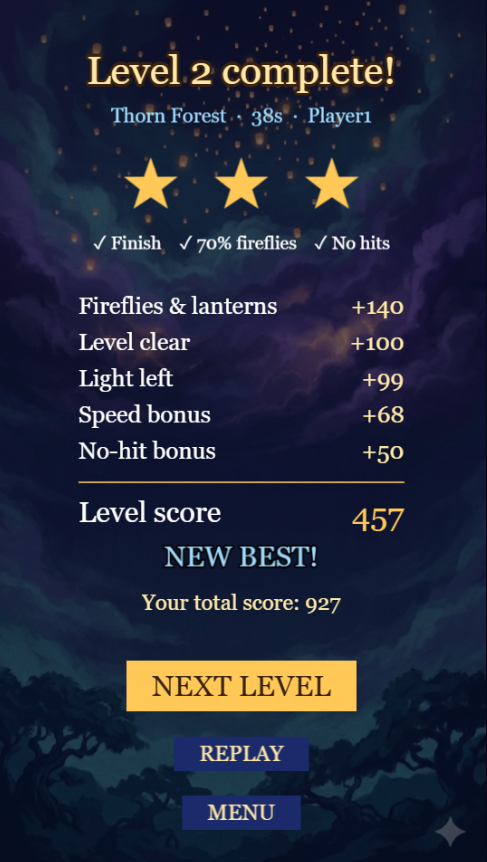 Level 2 complete!
Thorn Forest · 38s · Player1
✓ Finish ✓ 70% fireflies ✓ No hits
Fireflies & lanterns +140
Level clear +100
Light left +99
Speed bonus +68
No-hit bonus +50
Level score 457
NEW BEST!
Your total score: 927
NEXT LEVEL
REPLAY
MENU